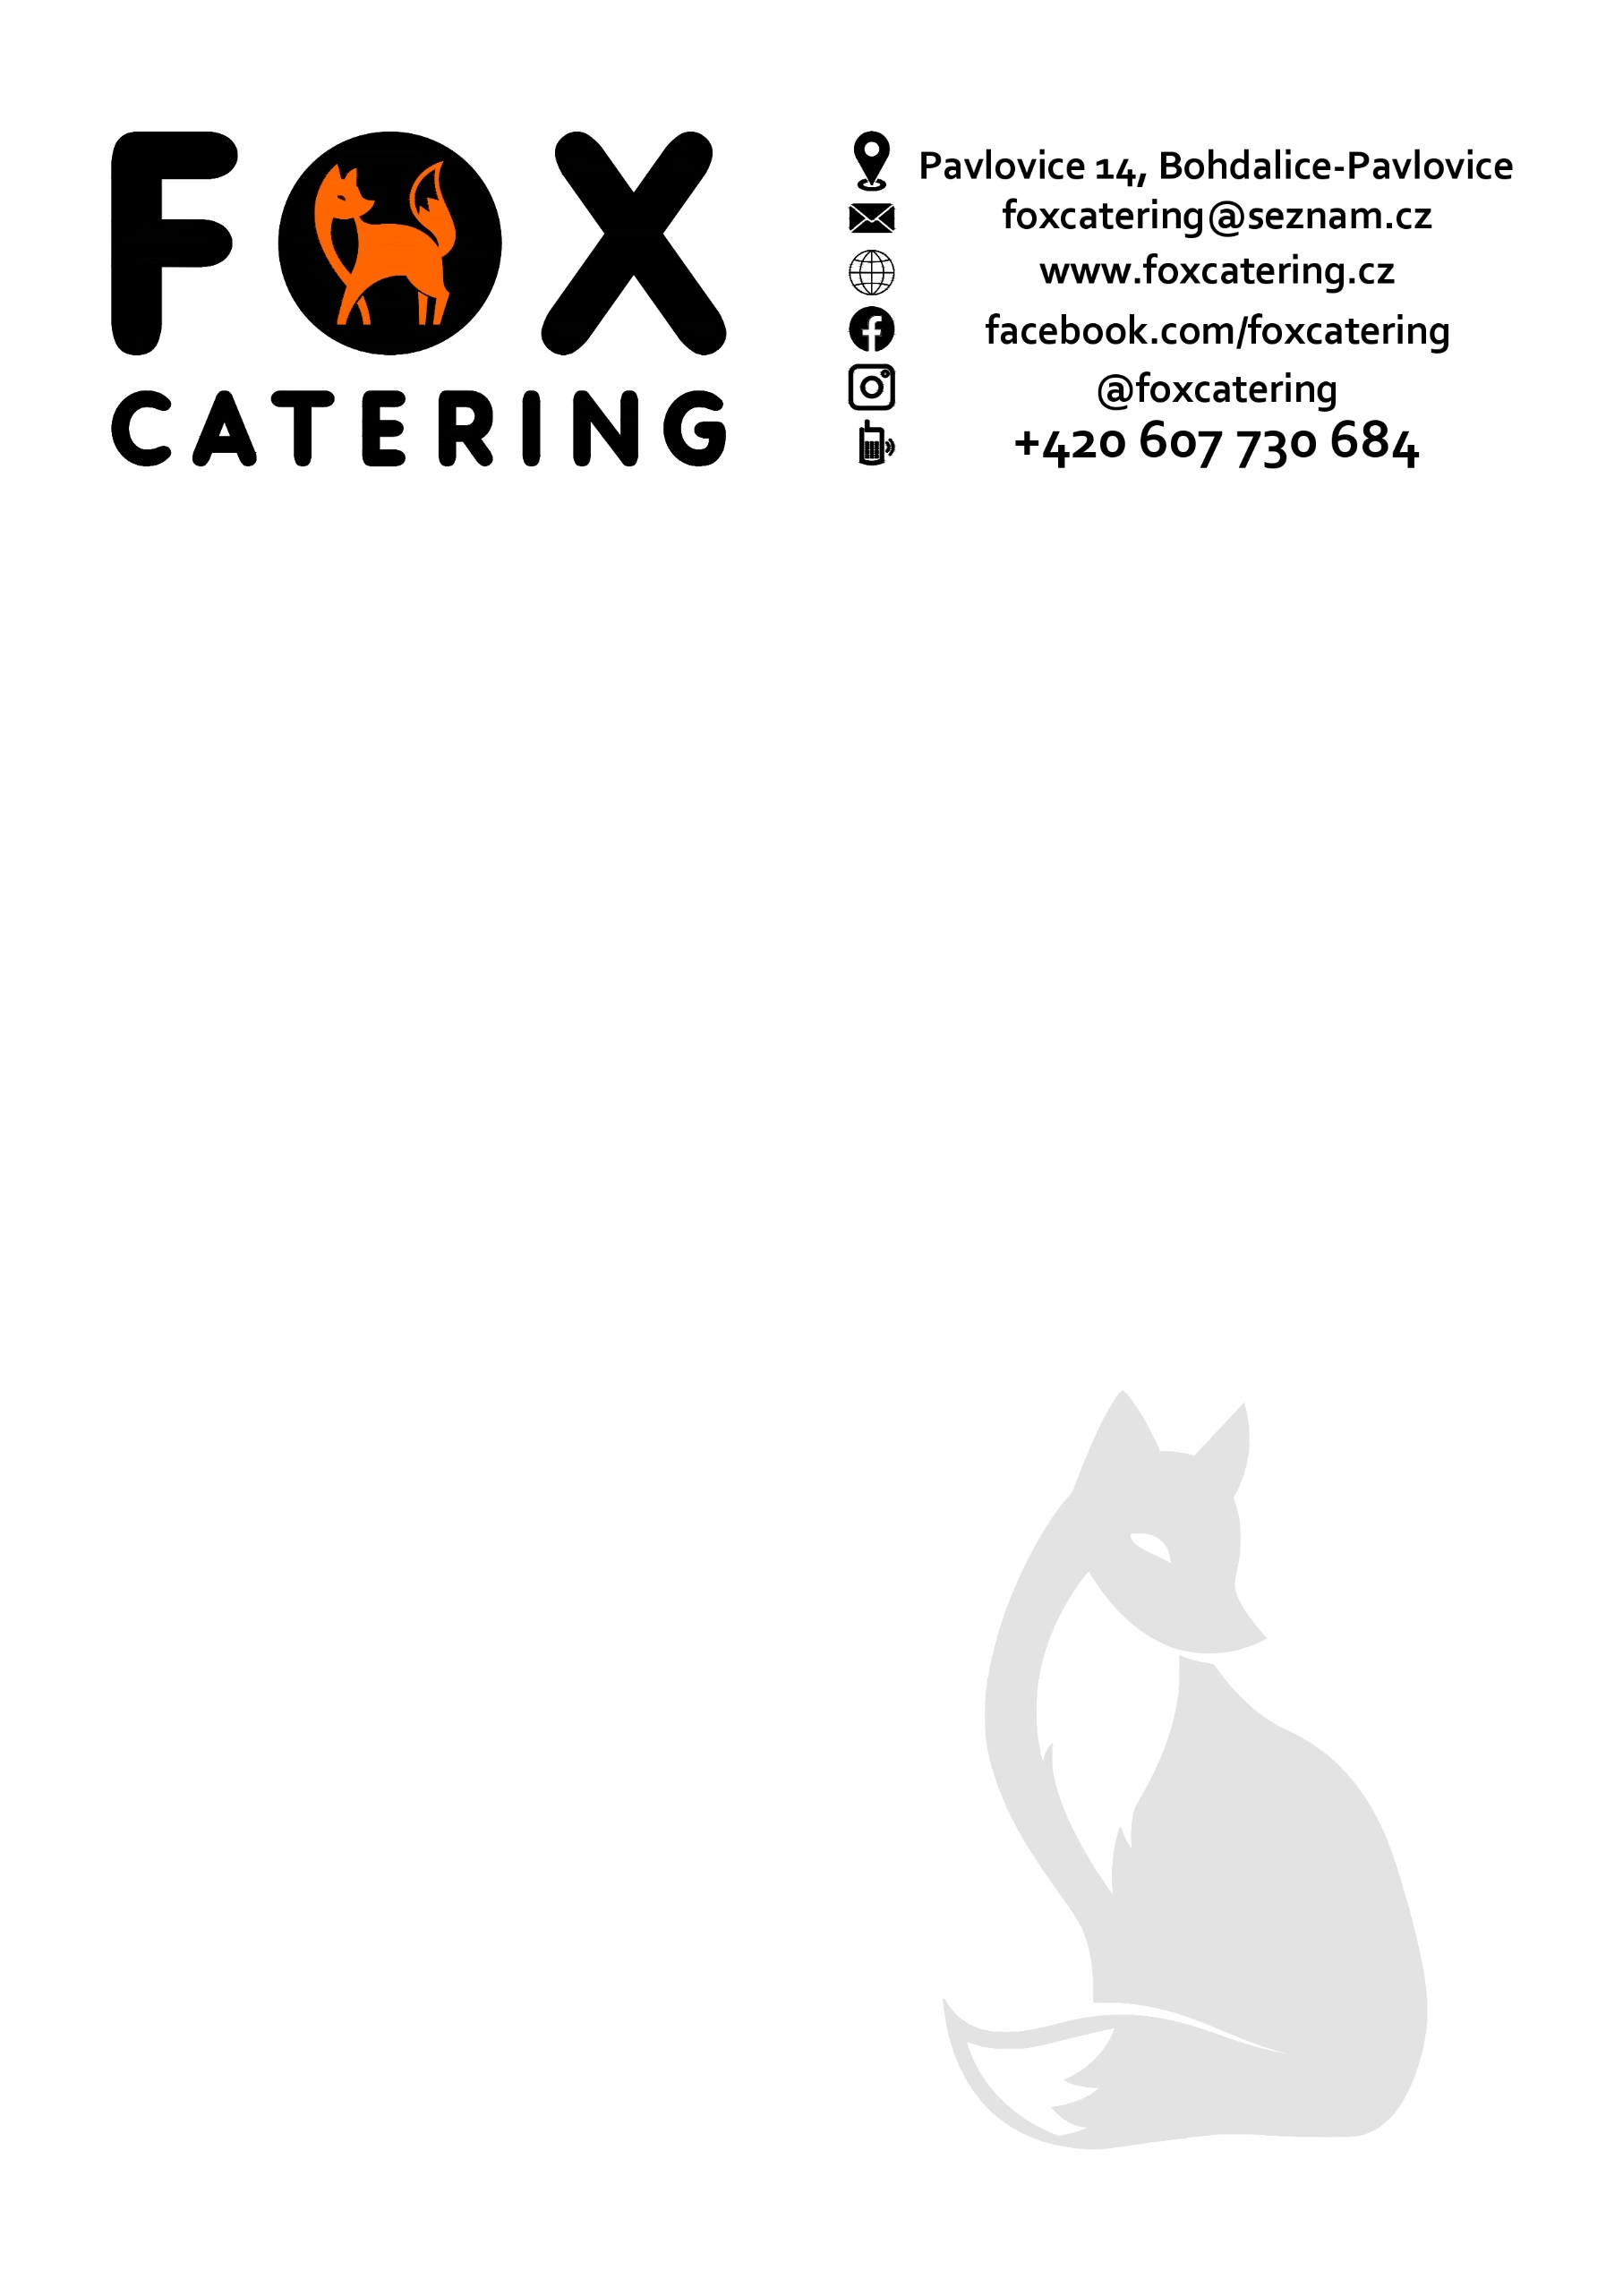 FOX
CATERING
Pavlovice 14, Bohdalice-Pavlovice
foxcatering@seznam.cz
www.foxcatering.cz
facebook.com/foxcatering
@foxcatering
+420 607 730 684